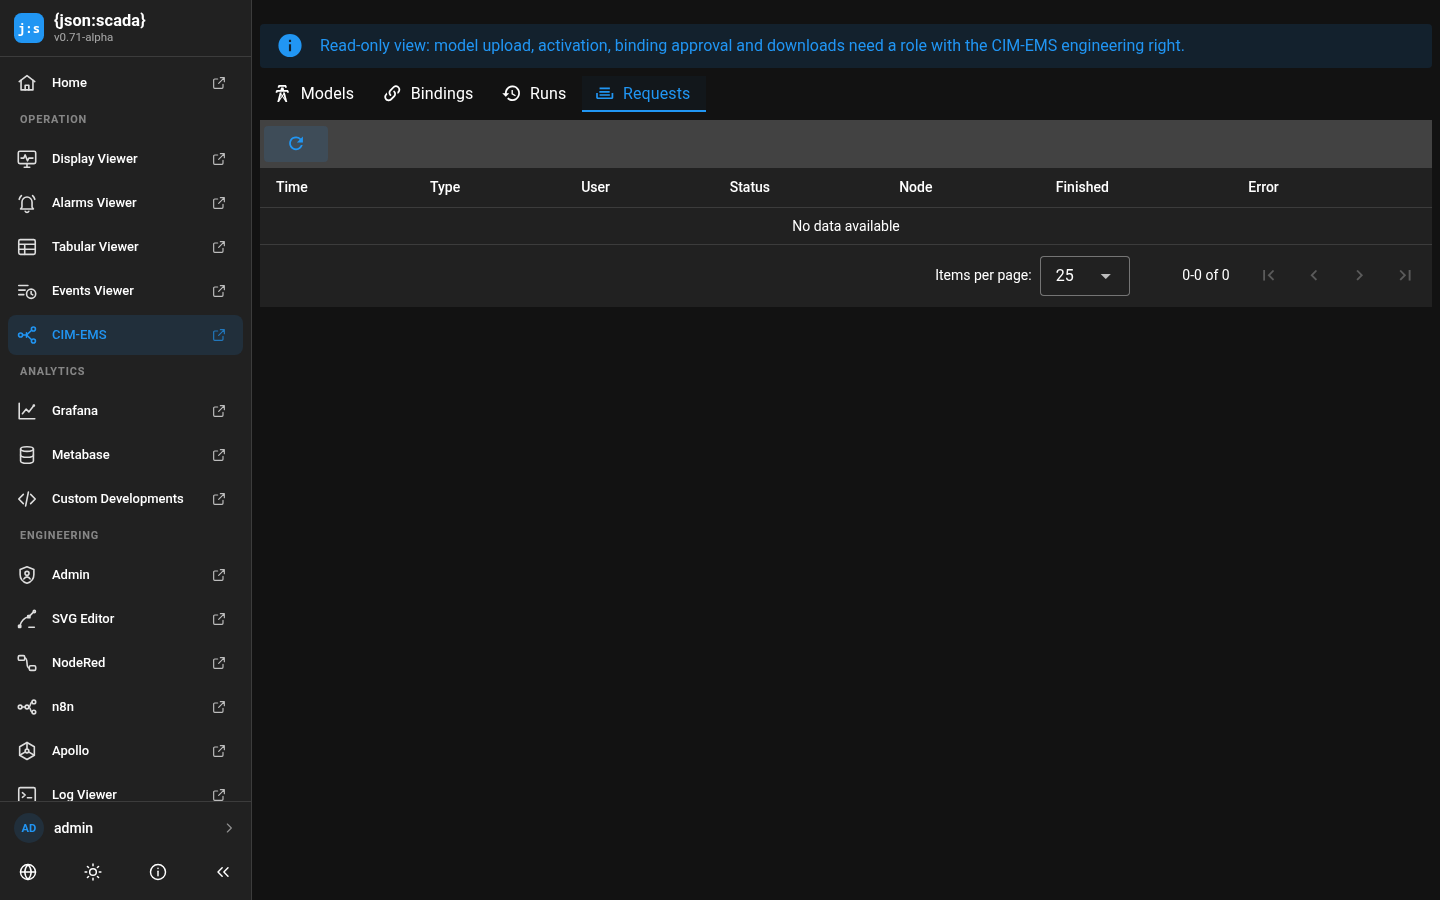 j:s
{json:scada}
v0.71-alpha
Home
OPERATION
Display Viewer
Alarms Viewer
Tabular Viewer
Events Viewer
CIM-EMS
ANALYTICS
Grafana
Metabase
Custom Developments
ENGINEERING
Admin
SVG Editor
NodeRed
n8n
Apollo
Log Viewer
AD admin
Read-only view: model upload, activation, binding approval and downloads need a role with the CIM-EMS engineering right.
Models Bindings Runs Requests
Time Type User Status Node Finished Error
No data available
Items per page: 25 0-0 of 0